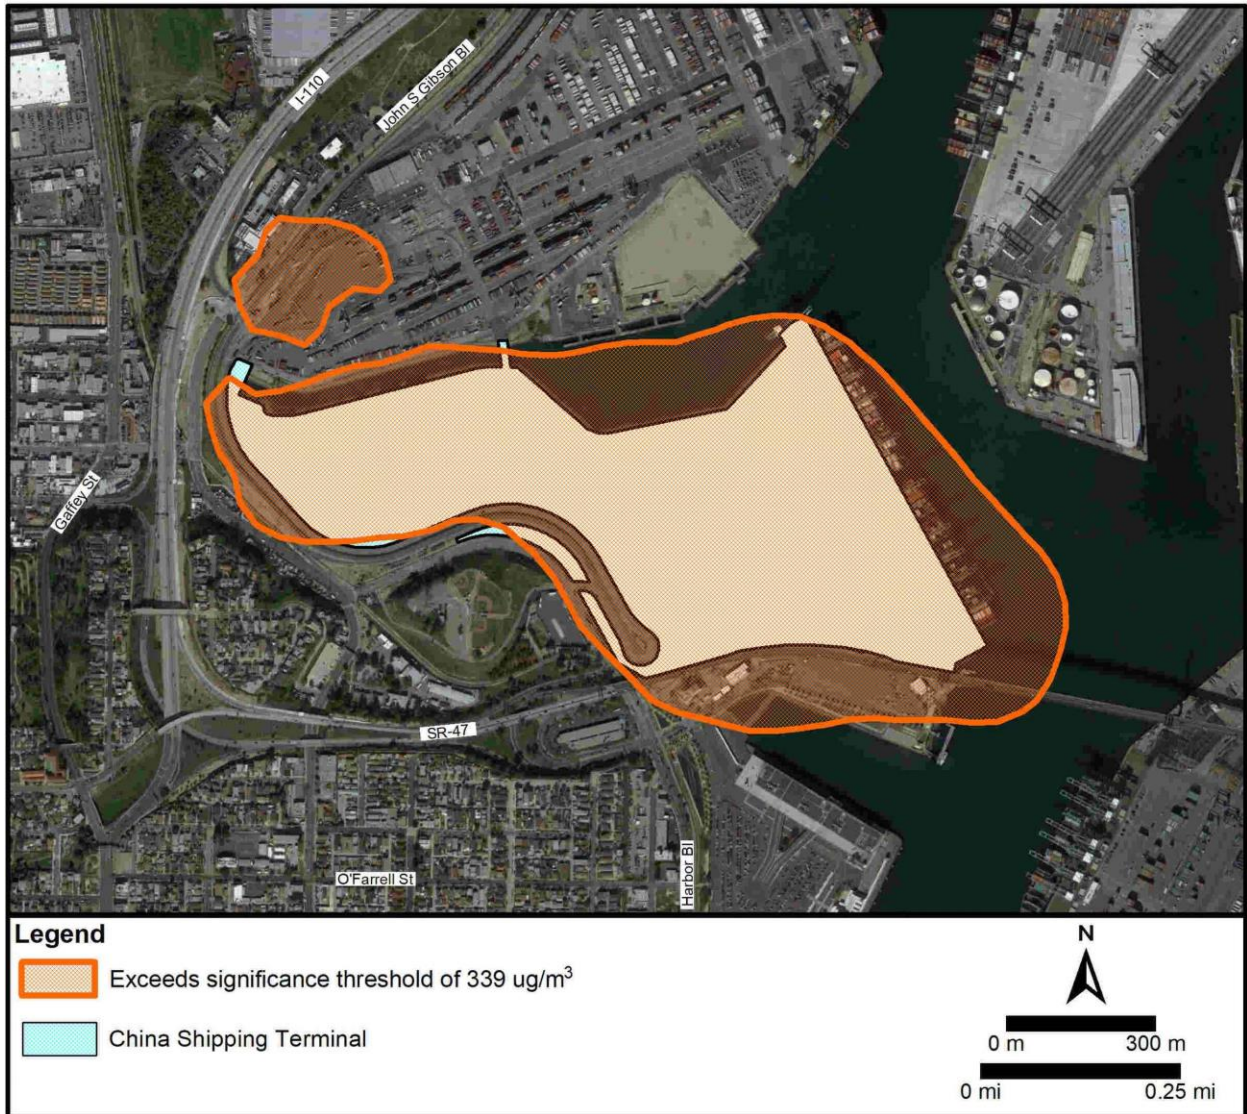 I-110
John S Gibson Bl
Gaffey St
SR-47
O'Farrell St
Harbor Bl
Legend
Exceeds significance threshold of 339 ug/m³
China Shipping Terminal
N
0 m 300 m
0 mi 0.25 mi